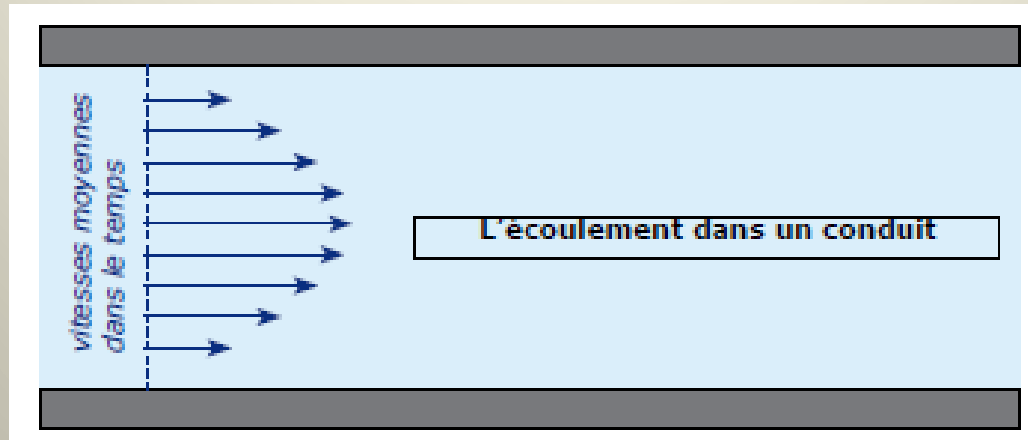 vitesses moyennes
dans le temps
L'écoulement dans un conduit